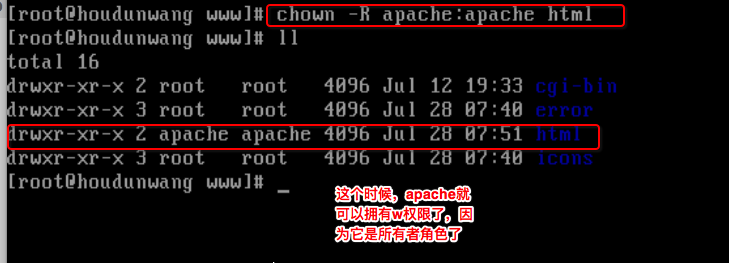 [root@houdunwang www]# chown -R apache:apache html
[root@houdunwang www]# ll
total 16
drwxr-xr-x 2 root   root   4096 Jul 12 19:33 cgi-bin
drwxr-xr-x 3 root   root   4096 Jul 28 07:40 error
drwxr-xr-x 2 apache apache 4096 Jul 28 07:51 html
drwxr-xr-x 3 root   root   4096 Jul 28 07:40 icons
[root@houdunwang www]# _
这个时候，apache就
可以拥有w权限了，因
为它是所有者角色了